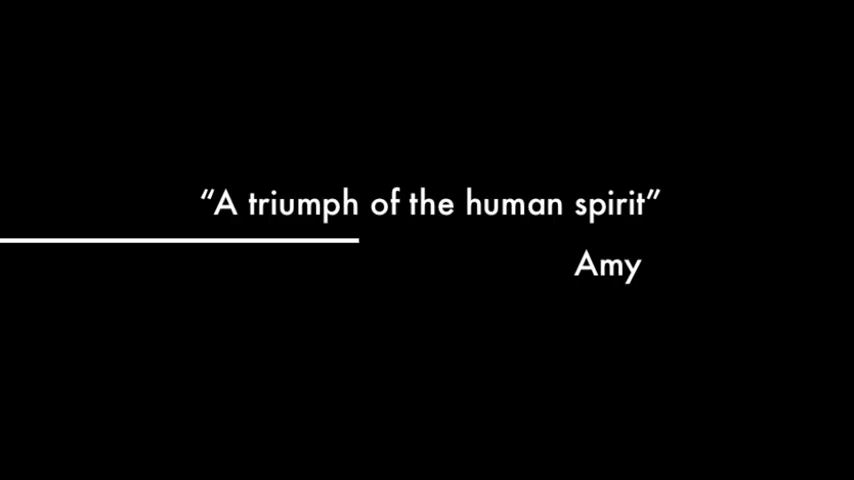 “A triumph of the human spirit”
Amy